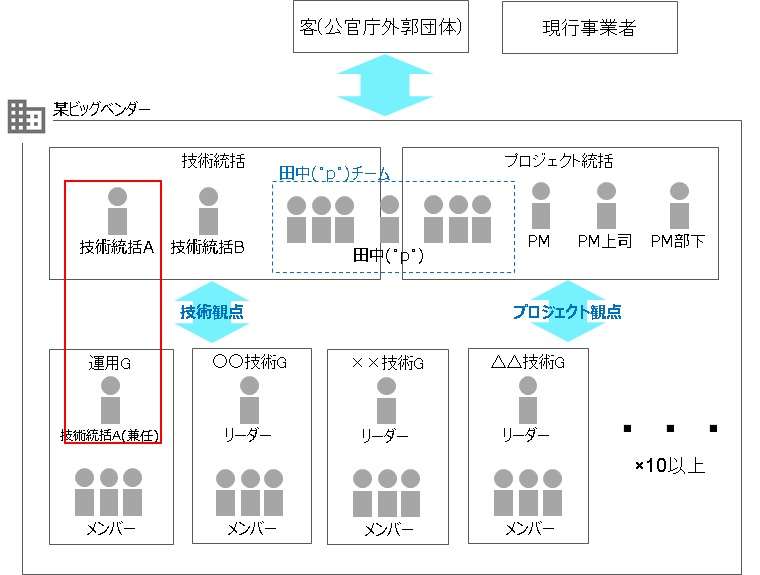 客(公官庁外郭団体)
現行事業者
某ビッグベンダー
技術統括
プロジェクト統括
田中(˚p˚)チーム
技術統括A
技術統括B
田中(˚p˚)
PM
PM上司
PM部下
技術観点
プロジェクト観点
運用G
〇〇技術G
××技術G
△△技術G
技術統括A(兼任)
リーダー
リーダー
リーダー
・・・
×10以上
メンバー
メンバー
メンバー
メンバー